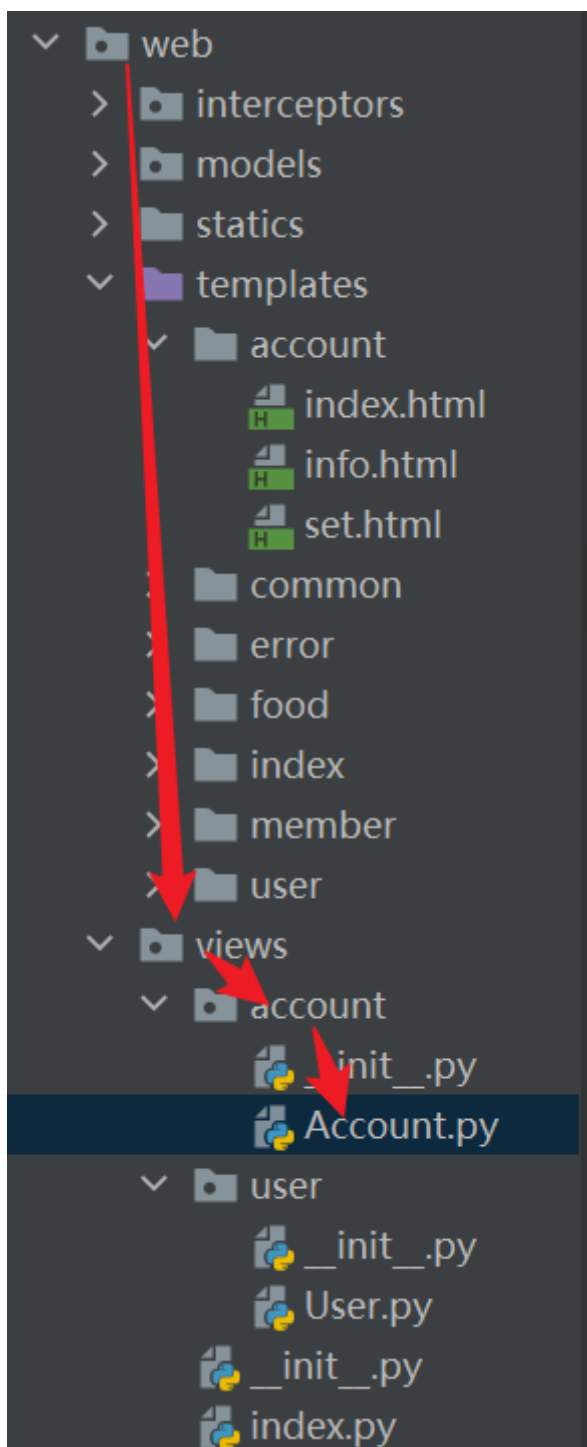 web
interceptors
models
statics
templates
account
index.html
info.html
set.html
common
error
food
index
member
user
views
account
__init__.py
Account.py
user
__init__.py
User.py
__init__.py
index.py